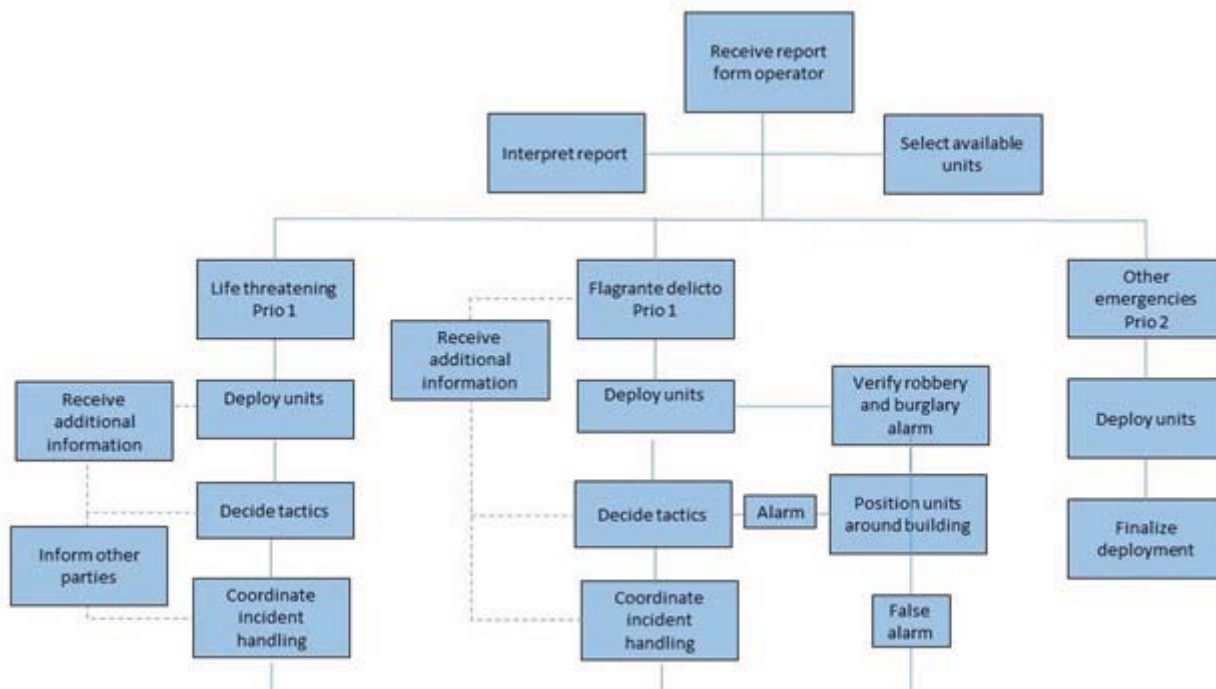 Receive report
form operator
Interpret report
Select available
units
Life threatening
Prio 1
Flagrante delicto
Prio 1
Other
emergencies
Prio 2
Receive
additional
information
Deploy units
Receive additional
information
Deploy units
Verify robbery
and burglary
alarm
Deploy units
Decide tactics
Decide tactics
Alarm
Position units
around building
Finalize
deployment
Inform other
parties
Coordinate
incident
handling
Coordinate
incident
handling
False
alarm